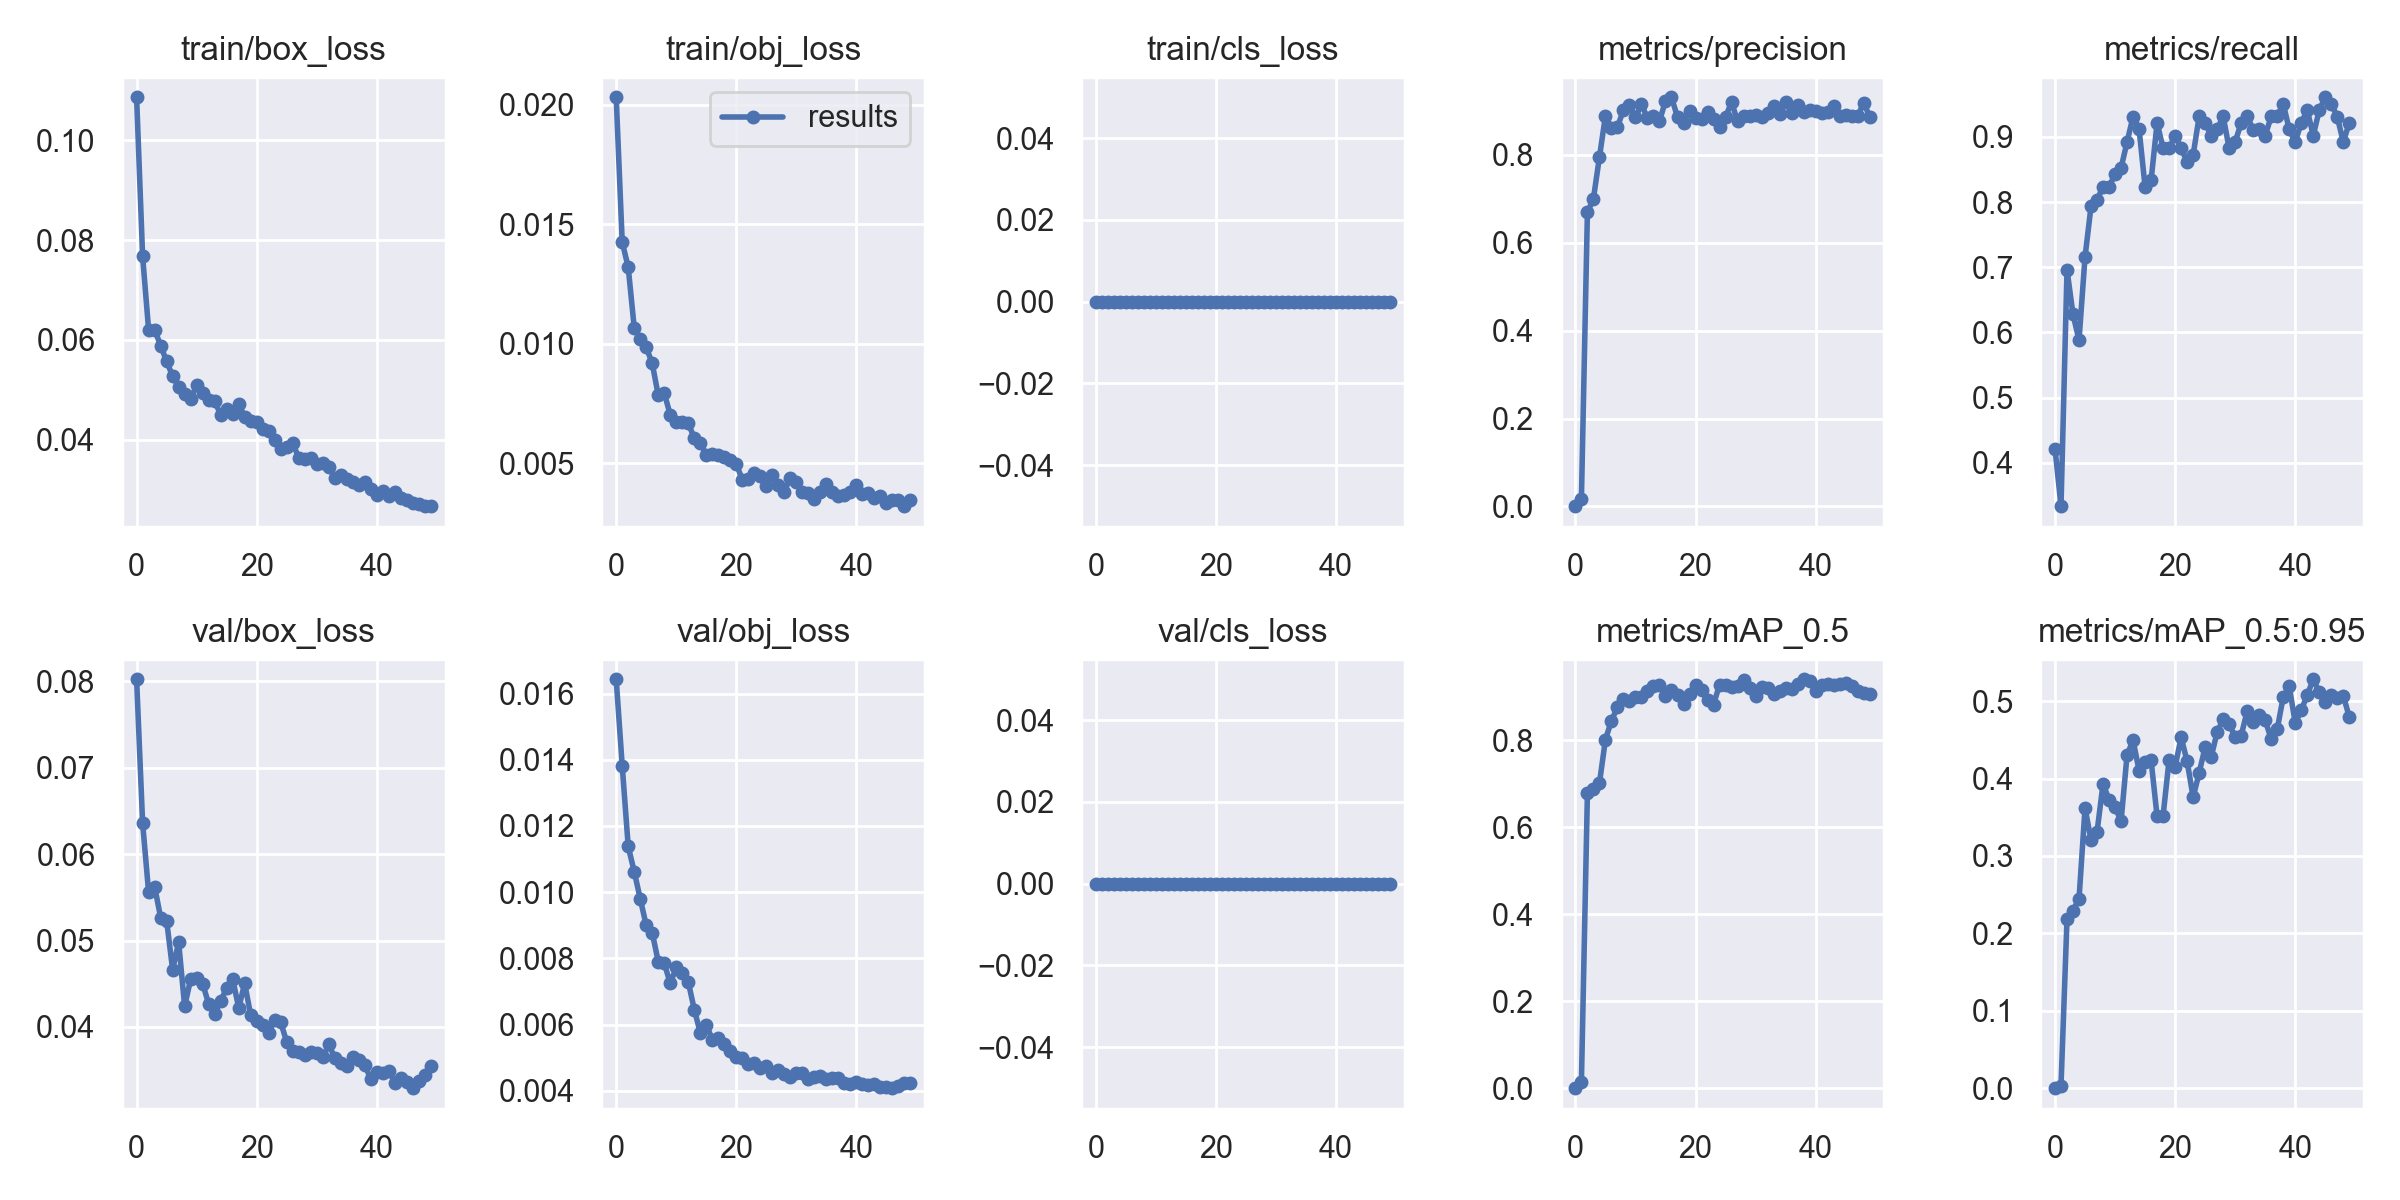 train/box_loss
0.10
0.08
0.06
0.04
0 20 40
train/obj_loss
results
0.020
0.015
0.010
0.005
0 20 40
train/cls_loss
0.04
0.02
0.00
−0.02
−0.04
0 20 40
metrics/precision
0.8
0.6
0.4
0.2
0.0
0 20 40
metrics/recall
0.9
0.8
0.7
0.6
0.5
0.4
0 20 40
val/box_loss
0.08
0.07
0.06
0.05
0.04
0 20 40
val/obj_loss
0.016
0.014
0.012
0.010
0.008
0.006
0.004
0 20 40
val/cls_loss
0.04
0.02
0.00
−0.02
−0.04
0 20 40
metrics/mAP_0.5
0.8
0.6
0.4
0.2
0.0
0 20 40
metrics/mAP_0.5:0.95
0.5
0.4
0.3
0.2
0.1
0.0
0 20 40